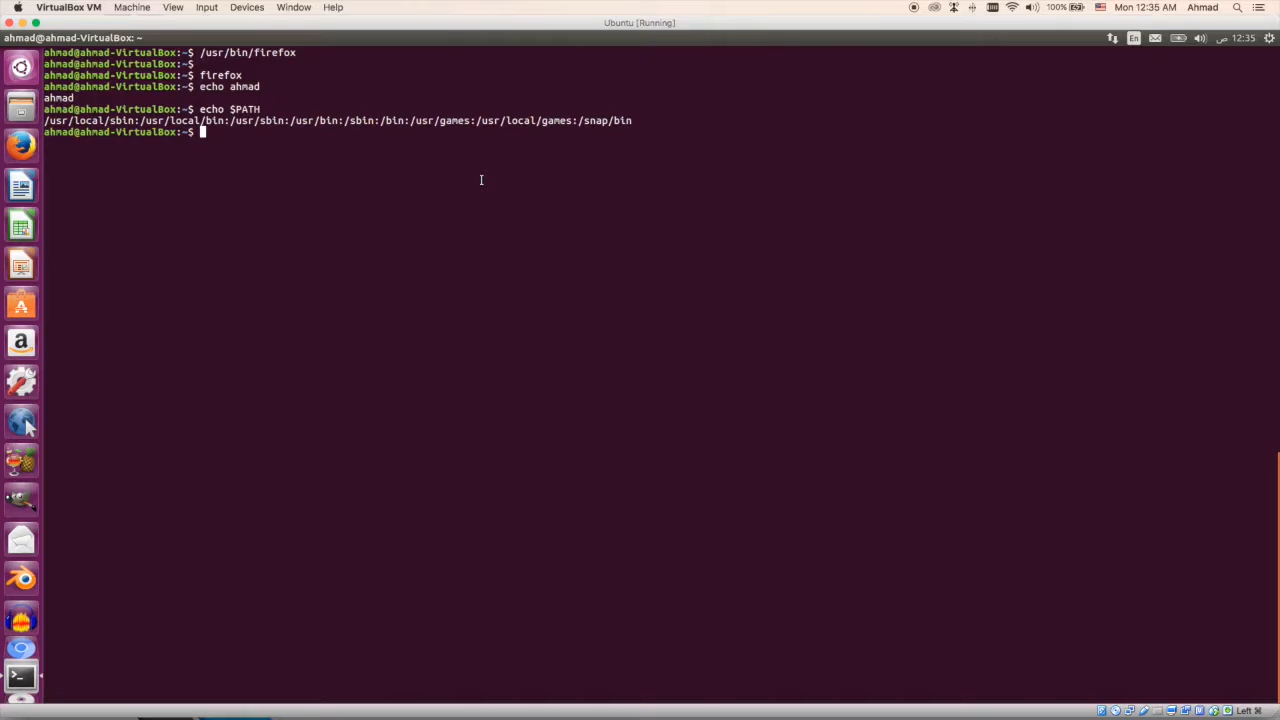 VirtualBox VM Machine View Input Devices Window Help 100% Mon 12:35 AM Ahmad
Ubuntu [Running]
ahmad@ahmad-VirtualBox: ~ En ص 12:35
ahmad@ahmad-VirtualBox:~$ /usr/bin/firefox
ahmad@ahmad-VirtualBox:~$
ahmad@ahmad-VirtualBox:~$ firefox
ahmad@ahmad-VirtualBox:~$ echo ahmad
ahmad
ahmad@ahmad-VirtualBox:~$ echo $PATH
/usr/local/sbin:/usr/local/bin:/usr/sbin:/usr/bin:/sbin:/bin:/usr/games:/usr/local/games:/snap/bin
ahmad@ahmad-VirtualBox:~$
Left ⌘